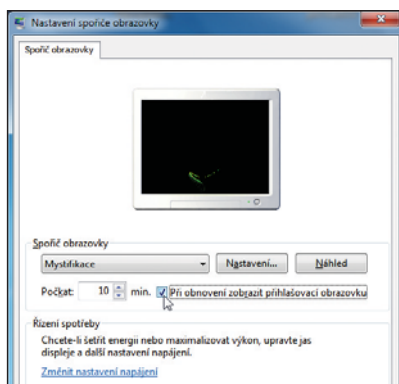 Nastavení spořiče obrazovky
Spořič obrazovky
Spořič obrazovky
Mystifikace Nastavení... Náhled
Počkat: 10 min. Při obnovení zobrazit přihlašovací obrazovku
Řízení spotřeby
Chcete-li šetřit energii nebo maximalizovat výkon, upravte jas
displeje a další nastavení napájení.
Změnit nastavení napájení